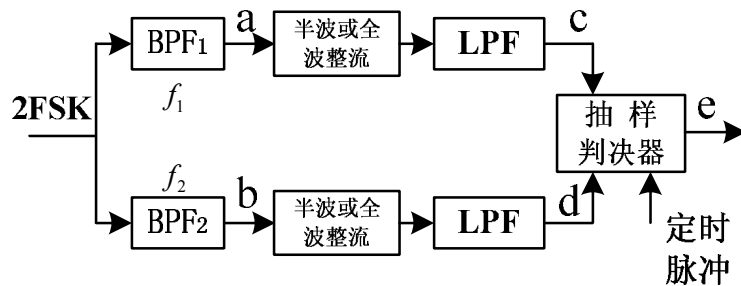 a
BPF₁
半波或全
波整流
LPF
c
f₁
2FSK
抽 样
判决器
e
f₂
b
BPF₂
半波或全
波整流
LPF
d
定时
脉冲